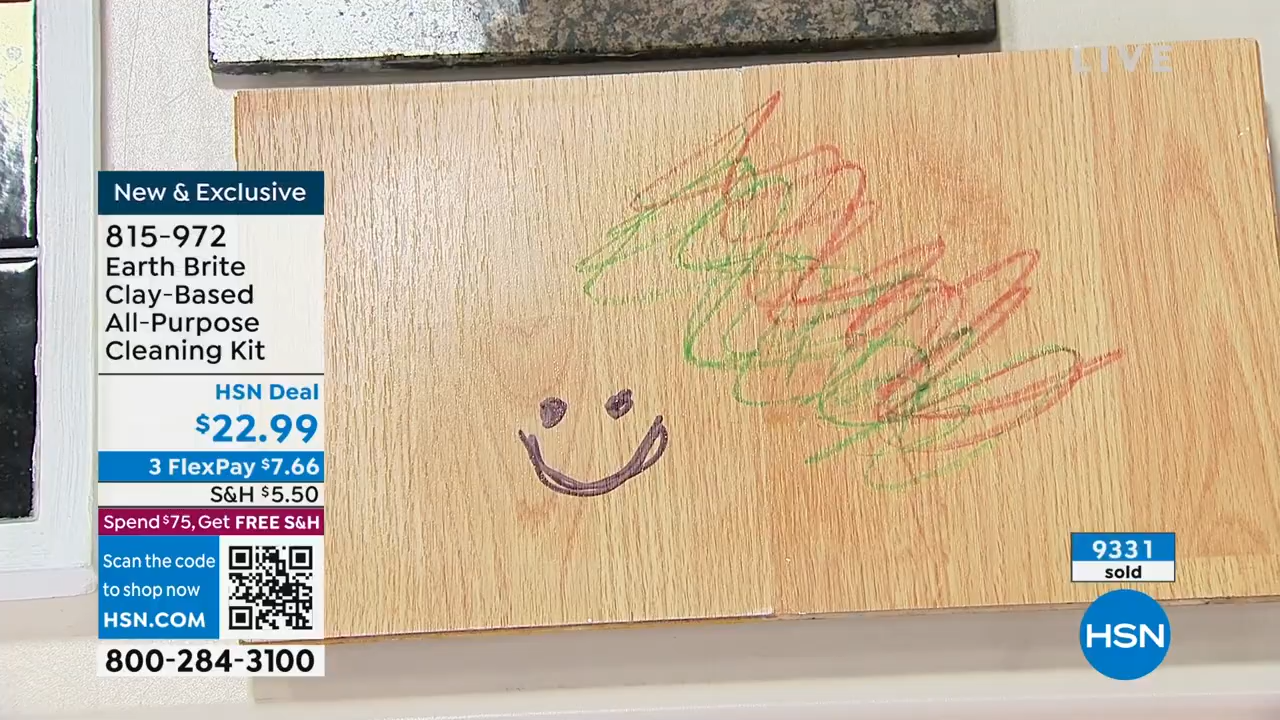 LIVE
New & Exclusive
815-972
Earth Brite
Clay-Based
All-Purpose
Cleaning Kit
HSN Deal
$22.99
3 FlexPay $7.66
S&H $5.50
Spend $75, Get FREE S&H
Scan the code
to shop now
HSN.COM
800-284-3100
9331
sold
HSN